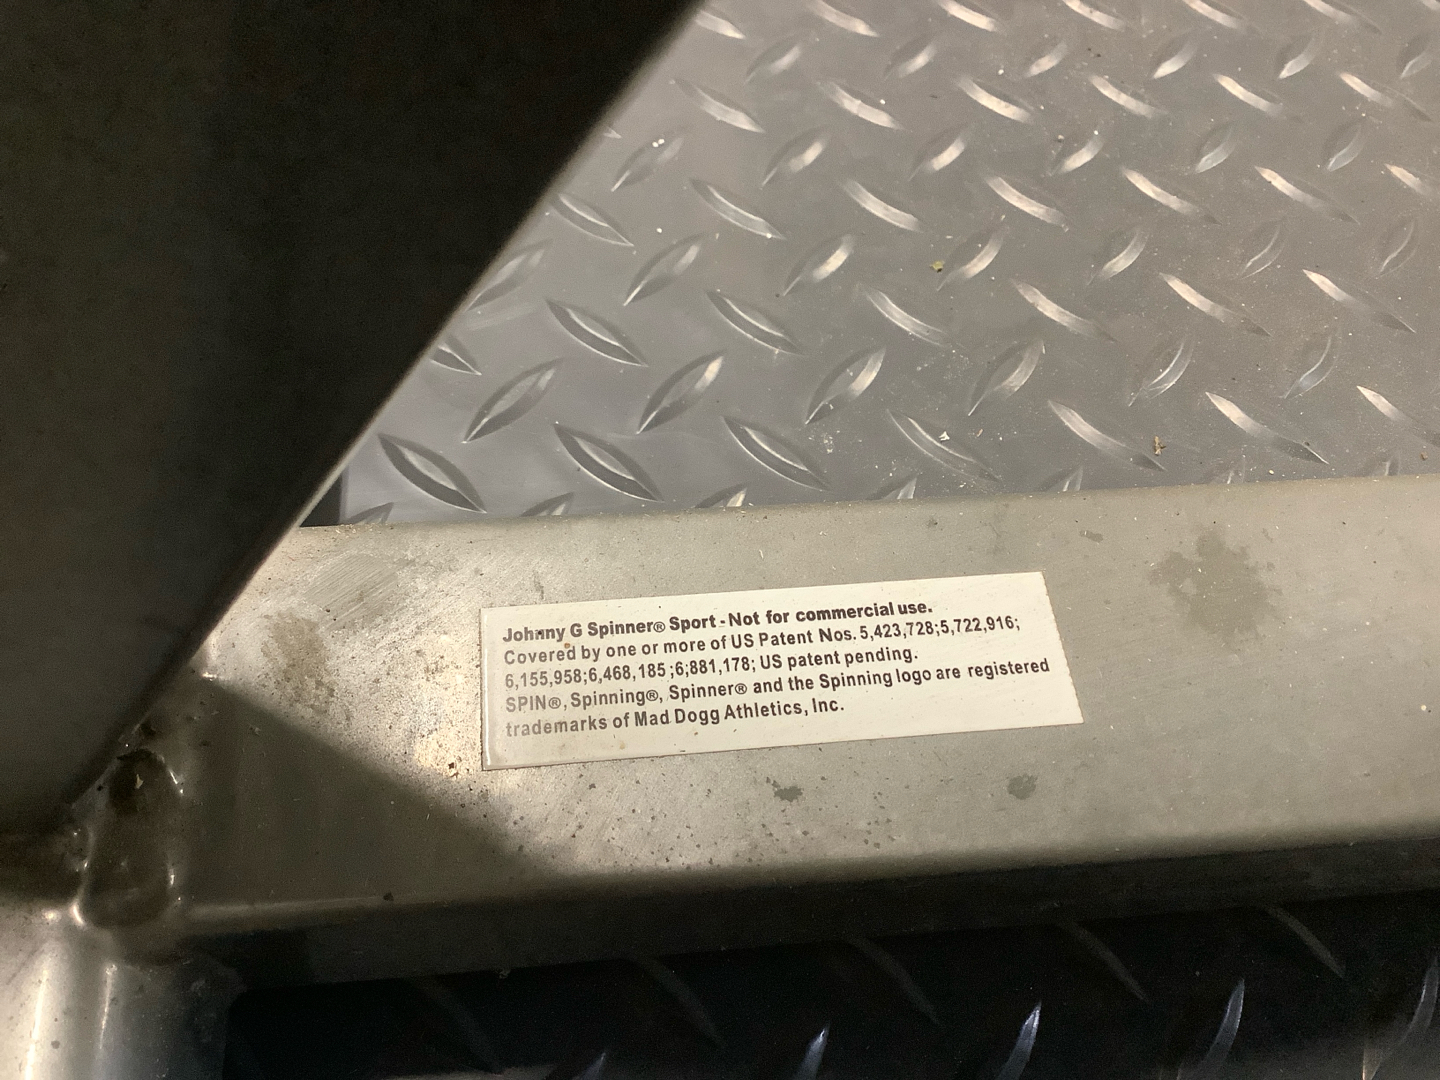 Johnny G Spinner® Sport - Not for commercial use.
Covered by one or more of US Patent Nos. 5,423,728;5,722,916;
6,155,958;6,468,185 ;6;881,178; US patent pending.
SPIN®, Spinning®, Spinner® and the Spinning logo are registered
trademarks of Mad Dogg Athletics, Inc.